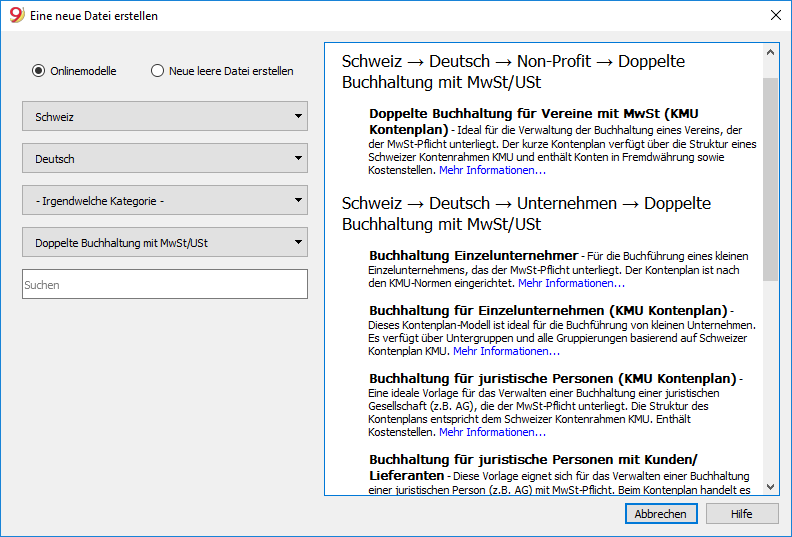 Eine neue Datei erstellen
Onlinemodelle
Neue leere Datei erstellen
Schweiz
Deutsch
- Irgendwelche Kategorie -
Doppelte Buchhaltung mit MwSt/USt
Suchen
Schweiz → Deutsch → Non-Profit → Doppelte
Buchhaltung mit MwSt/USt
Doppelte Buchhaltung für Vereine mit MwSt (KMU
Kontenplan) - Ideal für die Verwaltung der Buchhaltung eines Vereins, der
der MwSt-Pflicht unterliegt. Der kurze Kontenplan verfügt über die Struktur eines
Schweizer Kontenrahmen KMU und enthält Konten in Fremdwährung sowie
Kostenstellen. Mehr Informationen...
Schweiz → Deutsch → Unternehmen → Doppelte
Buchhaltung mit MwSt/USt
Buchhaltung Einzelunternehmer - Für die Buchführung eines kleinen
Einzelunternehmens, das der MwSt-Pflicht unterliegt. Der Kontenplan ist nach
den KMU-Normen eingerichtet. Mehr Informationen...
Buchhaltung für Einzelunternehmen (KMU Kontenplan) -
Dieses Kontenplan-Modell ist ideal für die Buchführung von kleinen Unternehmen.
Es verfügt über Untergruppen und alle Gruppierungen basierend auf Schweizer
Kontenplan KMU. Mehr Informationen...
Buchhaltung für juristische Personen (KMU Kontenplan) -
Eine ideale Vorlage für das Verwalten einer Buchhaltung einer juristischen
Gesellschaft (z.B. AG), die der MwSt-Pflicht unterliegt. Die Struktur des
Kontenplans entspricht dem Schweizer Kontenrahmen KMU. Enthält
Kostenstellen. Mehr Informationen...
Buchhaltung für juristische Personen mit Kunden/
Lieferanten - Diese Vorlage eignet sich für das Verwalten einer Buchhaltung
einer juristischen Person (z.B. AG) mit MwSt-Pflicht. Beim Kontenplan handelt es
Abbrechen
Hilfe